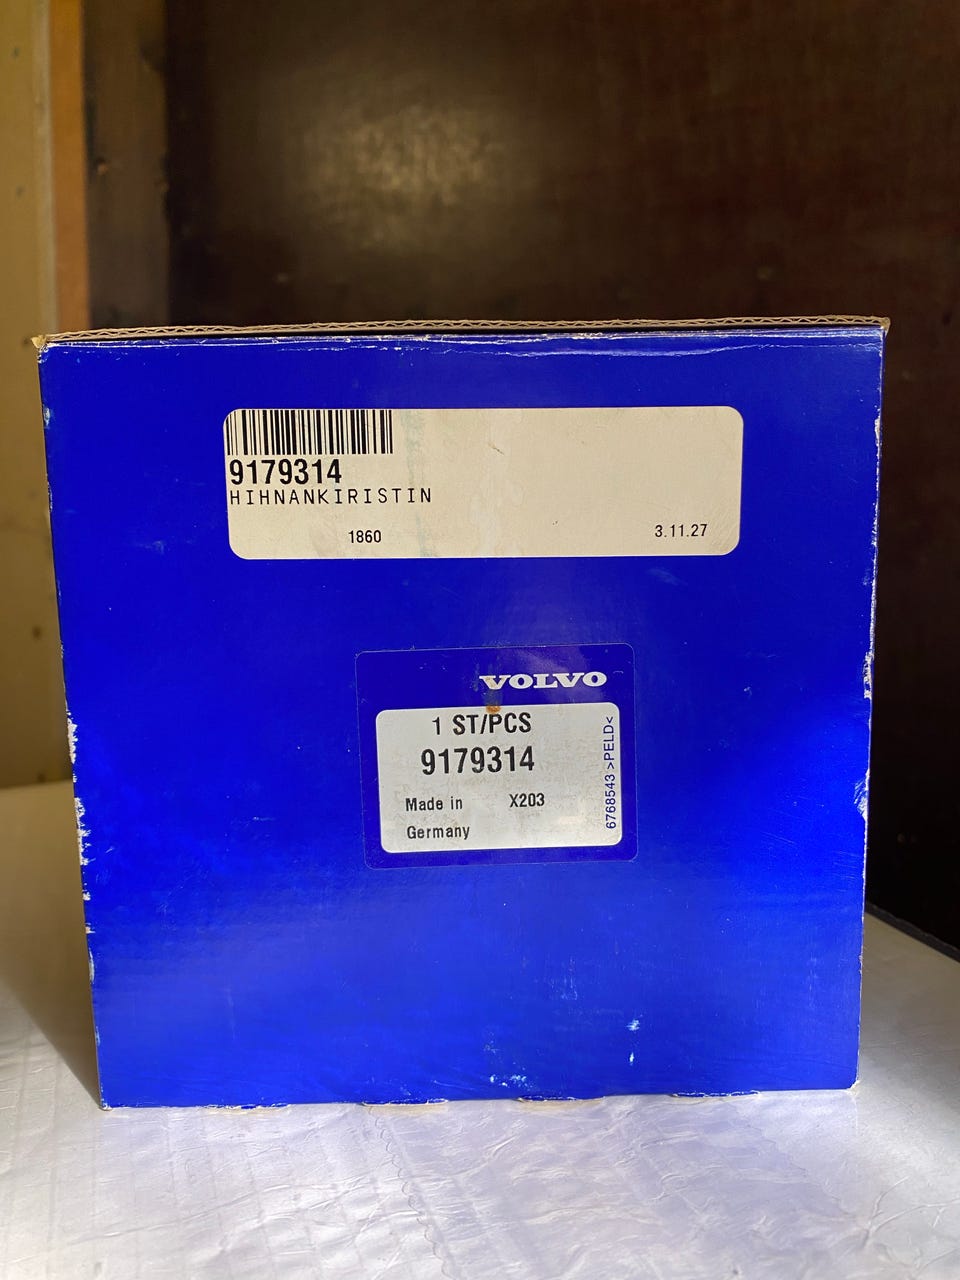 9179314
HIHNANKIRISTIN
1860 3.11.27
VOLVO
1 ST/PCS
9179314
Made in X203
Germany
6768543 >PELD<